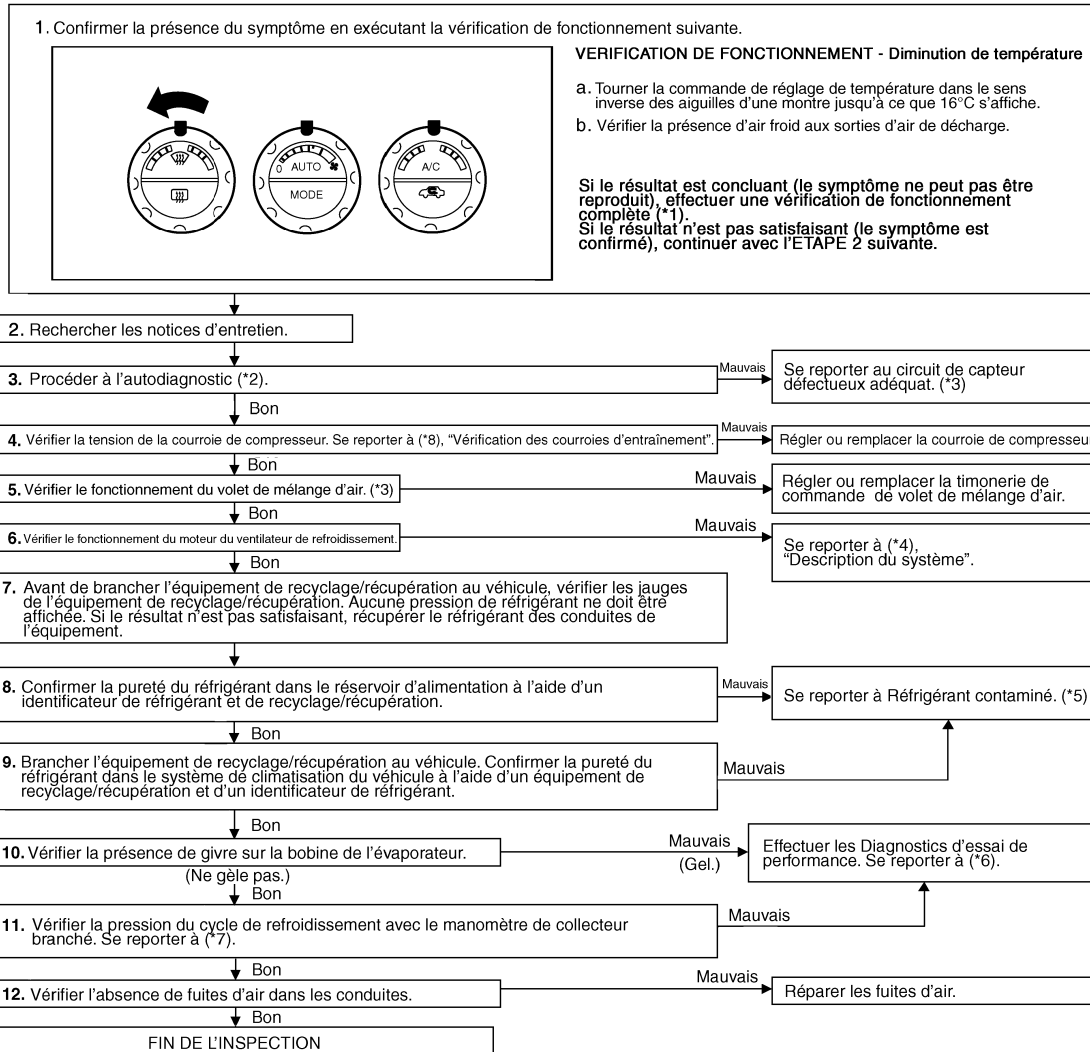 1. Confirmer la présence du symptôme en exécutant la vérification de fonctionnement suivante.
VERIFICATION DE FONCTIONNEMENT - Diminution de température
a. Tourner la commande de réglage de température dans le sens
inverse des aiguilles d'une montre jusqu'à ce que 16°C s'affiche.
b. Vérifier la présence d'air froid aux sorties d'air de décharge.
0 AUTO
MODE
A/C
Si le résultat est concluant (le symptôme ne peut pas être
reproduit), effectuer une vérification de fonctionnement
complète (*1).
Si le résultat n'est pas satisfaisant (le symptôme est
confirmé), continuer avec l'ETAPE 2 suivante.
2. Rechercher les notices d'entretien.
3. Procéder à l'autodiagnostic (*2).
Mauvais
Se reporter au circuit de capteur
défectueux adéquat. (*3)
Bon
4. Vérifier la tension de la courroie de compresseur. Se reporter à (*8), "Vérification des courroies d'entraînement".
Mauvais
Régler ou remplacer la courroie de compresseur
Bon
5. Vérifier le fonctionnement du volet de mélange d'air. (*3)
Mauvais
Régler ou remplacer la timonerie de
commande de volet de mélange d'air.
Bon
6. Vérifier le fonctionnement du moteur du ventilateur de refroidissement.
Mauvais
Se reporter à (*4),
"Description du système".
Bon
7. Avant de brancher l'équipement de recyclage/récupération au véhicule, vérifier les jauges
de l'équipement de recyclage/récupération. Aucune pression de réfrigérant ne doit être
affichée. Si le résultat n'est pas satisfaisant, récupérer le réfrigérant des conduites de
l'équipement.
8. Confirmer la pureté du réfrigérant dans le réservoir d'alimentation à l'aide d'un
identificateur de réfrigérant et de recyclage/récupération.
Mauvais
Se reporter à Réfrigérant contaminé. (*5)
Bon
9. Brancher l'équipement de recyclage/récupération au véhicule. Confirmer la pureté du
réfrigérant dans le système de climatisation du véhicule à l'aide d'un équipement de
recyclage/récupération et d'un identificateur de réfrigérant.
Mauvais
Bon
10. Vérifier la présence de givre sur la bobine de l'évaporateur.
Mauvais
(Gel.)
Effectuer les Diagnostics d'essai de
performance. Se reporter à (*6).
(Ne gèle pas.)
Bon
11. Vérifier la pression du cycle de refroidissement avec le manomètre de collecteur
branché. Se reporter à (*7).
Mauvais
Bon
12. Vérifier l'absence de fuites d'air dans les conduites.
Mauvais
Réparer les fuites d'air.
Bon
FIN DE L'INSPECTION